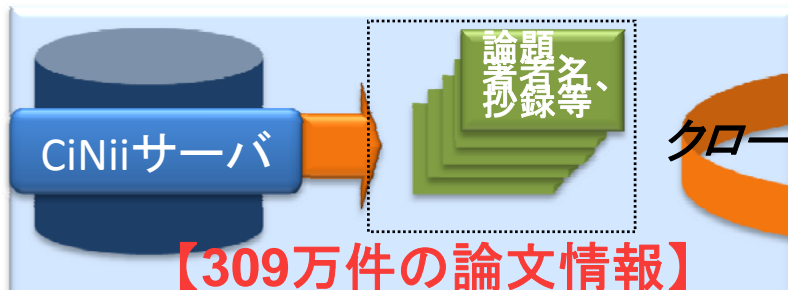 論題、
著者名、
抄録等
CiNiiサーバ
クロー
【309万件の論文情報】